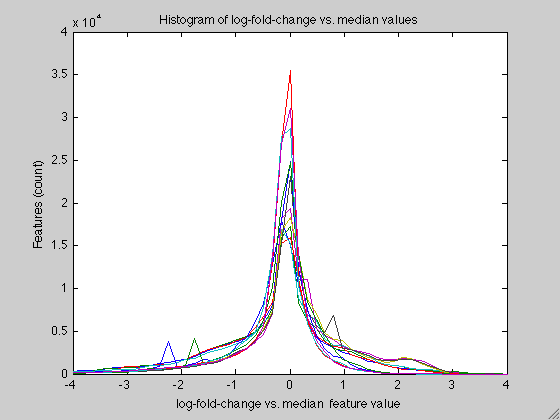 Histogram of log-fold-change vs. median values
x 10⁴
4
3.5
3
2.5
2
1.5
1
0.5
0
-4 -3 -2 -1 0 1 2 3 4
Features (count)
log-fold-change vs. median feature value